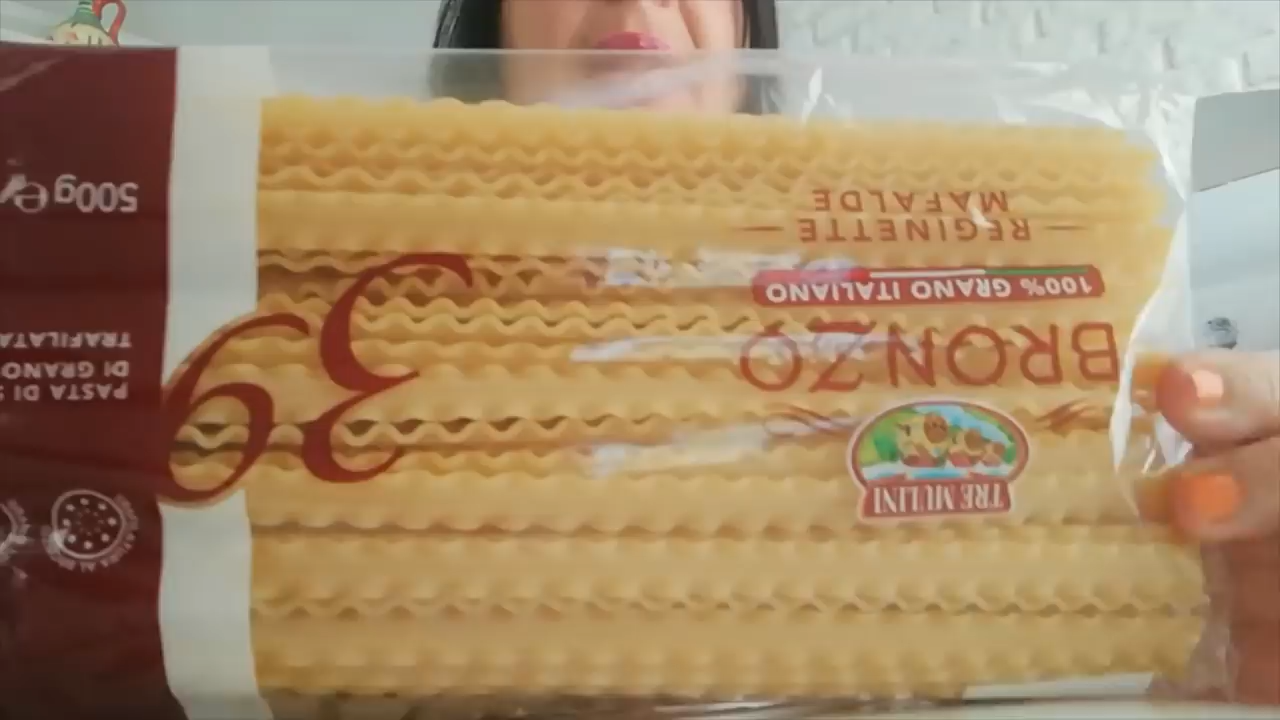 TRE MULINI
BRONZO
100% GRANO ITALIANO
REGINETTE
MAFALDE
39
PASTA DI
DI GRANO
TRAFILATA
500g e